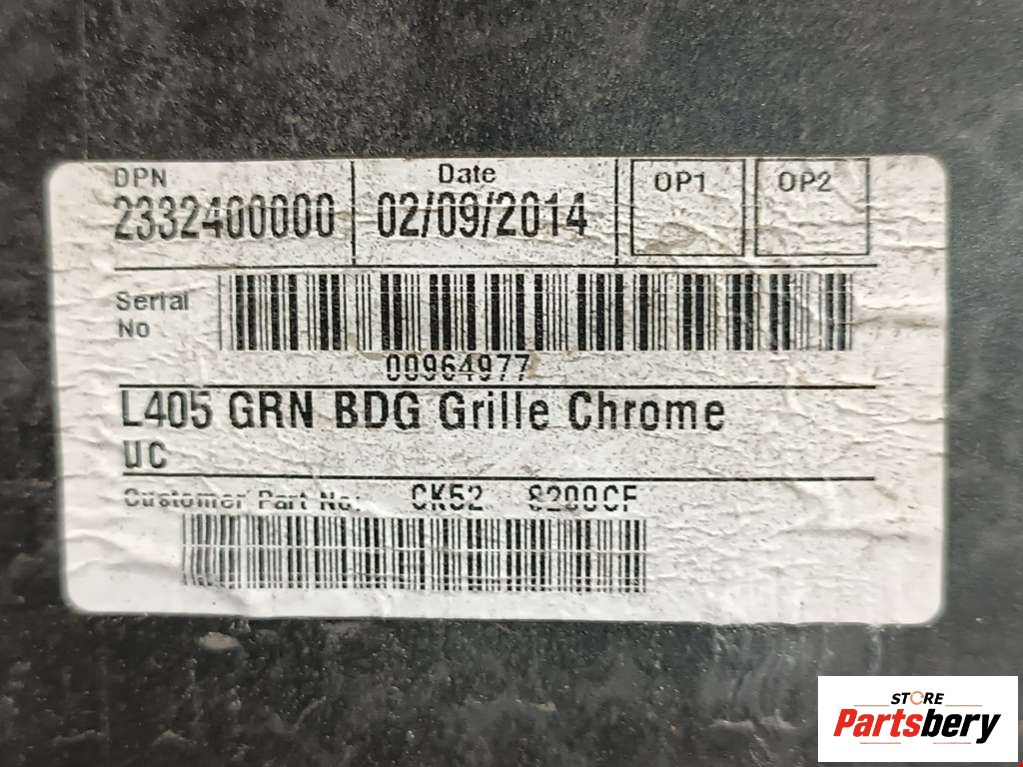 DPN
2332400000
Date
02/09/2014
OP1
OP2
Serial
No
00964977
L405 GRN BDG Grille Chrome
UC
Customer Part No: CK52 8200CF
STORE
Partsbery